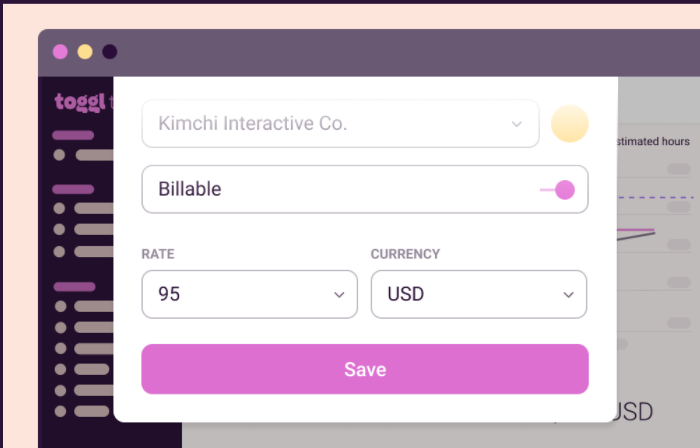 toggl
Kimchi Interactive Co.
stimated hours
Billable
RATE
CURRENCY
95
USD
Save
USD